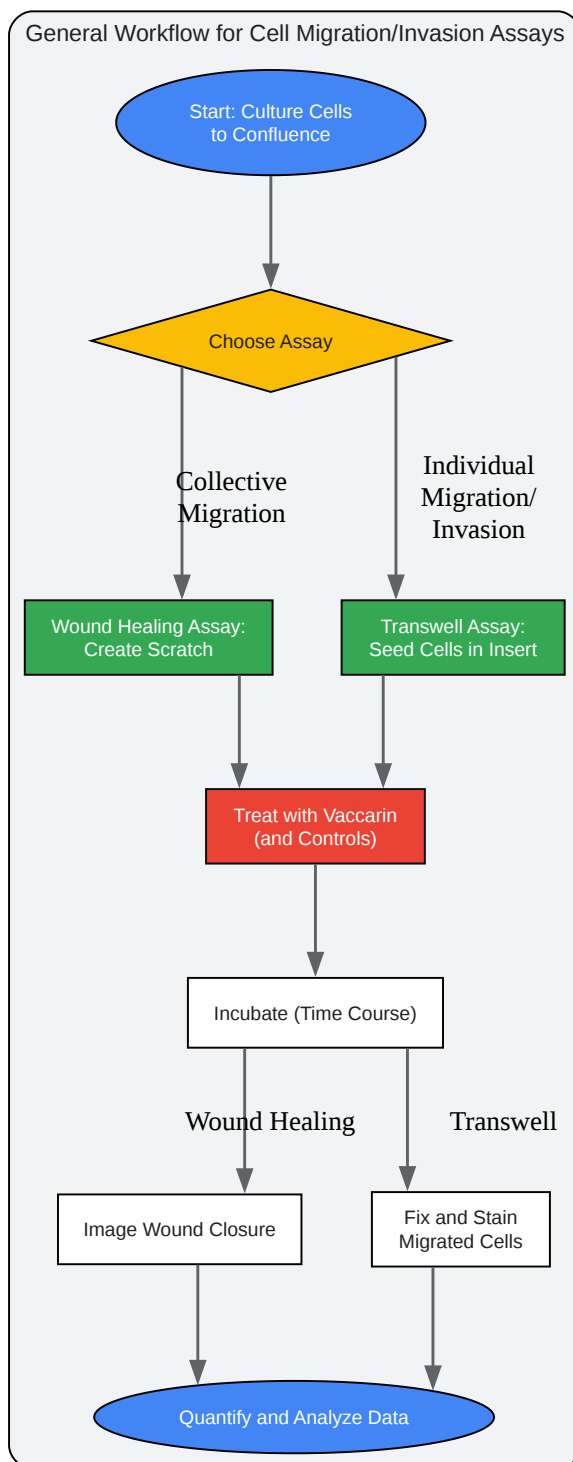 General Workflow for Cell Migration/Invasion Assays
Start: Culture Cells
to Confluence
Choose Assay
Collective
Migration
Individual
Migration/
Invasion
Wound Healing Assay:
Create Scratch
Transwell Assay:
Seed Cells in Insert
Treat with Vaccarin
(and Controls)
Incubate (Time Course)
Wound Healing
Transwell
Image Wound Closure
Fix and Stain
Migrated Cells
Quantify and Analyze Data